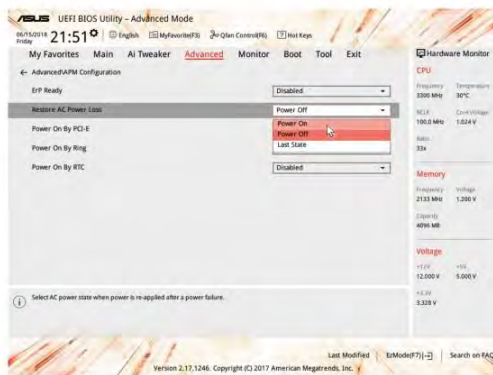 ASUS UEFI BIOS Utility – Advanced Mode
06/15/2018 Friday 21:51 English MyFavorite(F3) Qfan Control(F6) Hot Keys
My Favorites Main Ai Tweaker Advanced Monitor Boot Tool Exit
Hardware Monitor
← Advanced\APM Configuration
ErP Ready Disabled
Restore AC Power Loss Power Off
Power On
Power Off
Last State
Power On By PCI-E
Power On By Ring
Power On By RTC Disabled
CPU
Frequency Temperature
3300 MHz 30°C
BCLK Core Voltage
100.0 MHz 1.024 V
Ratio
33x
Memory
Frequency Voltage
2133 MHz 1.200 V
Capacity
4096 MB
Voltage
+12V +5V
12.000 V 5.000 V
+3.3V
3.328 V
Select AC power state when power is re-applied after a power failure.
Last Modified EzMode(F7) Search on FAQ
Version 2.17.1246. Copyright (C) 2017 American Megatrends, Inc.